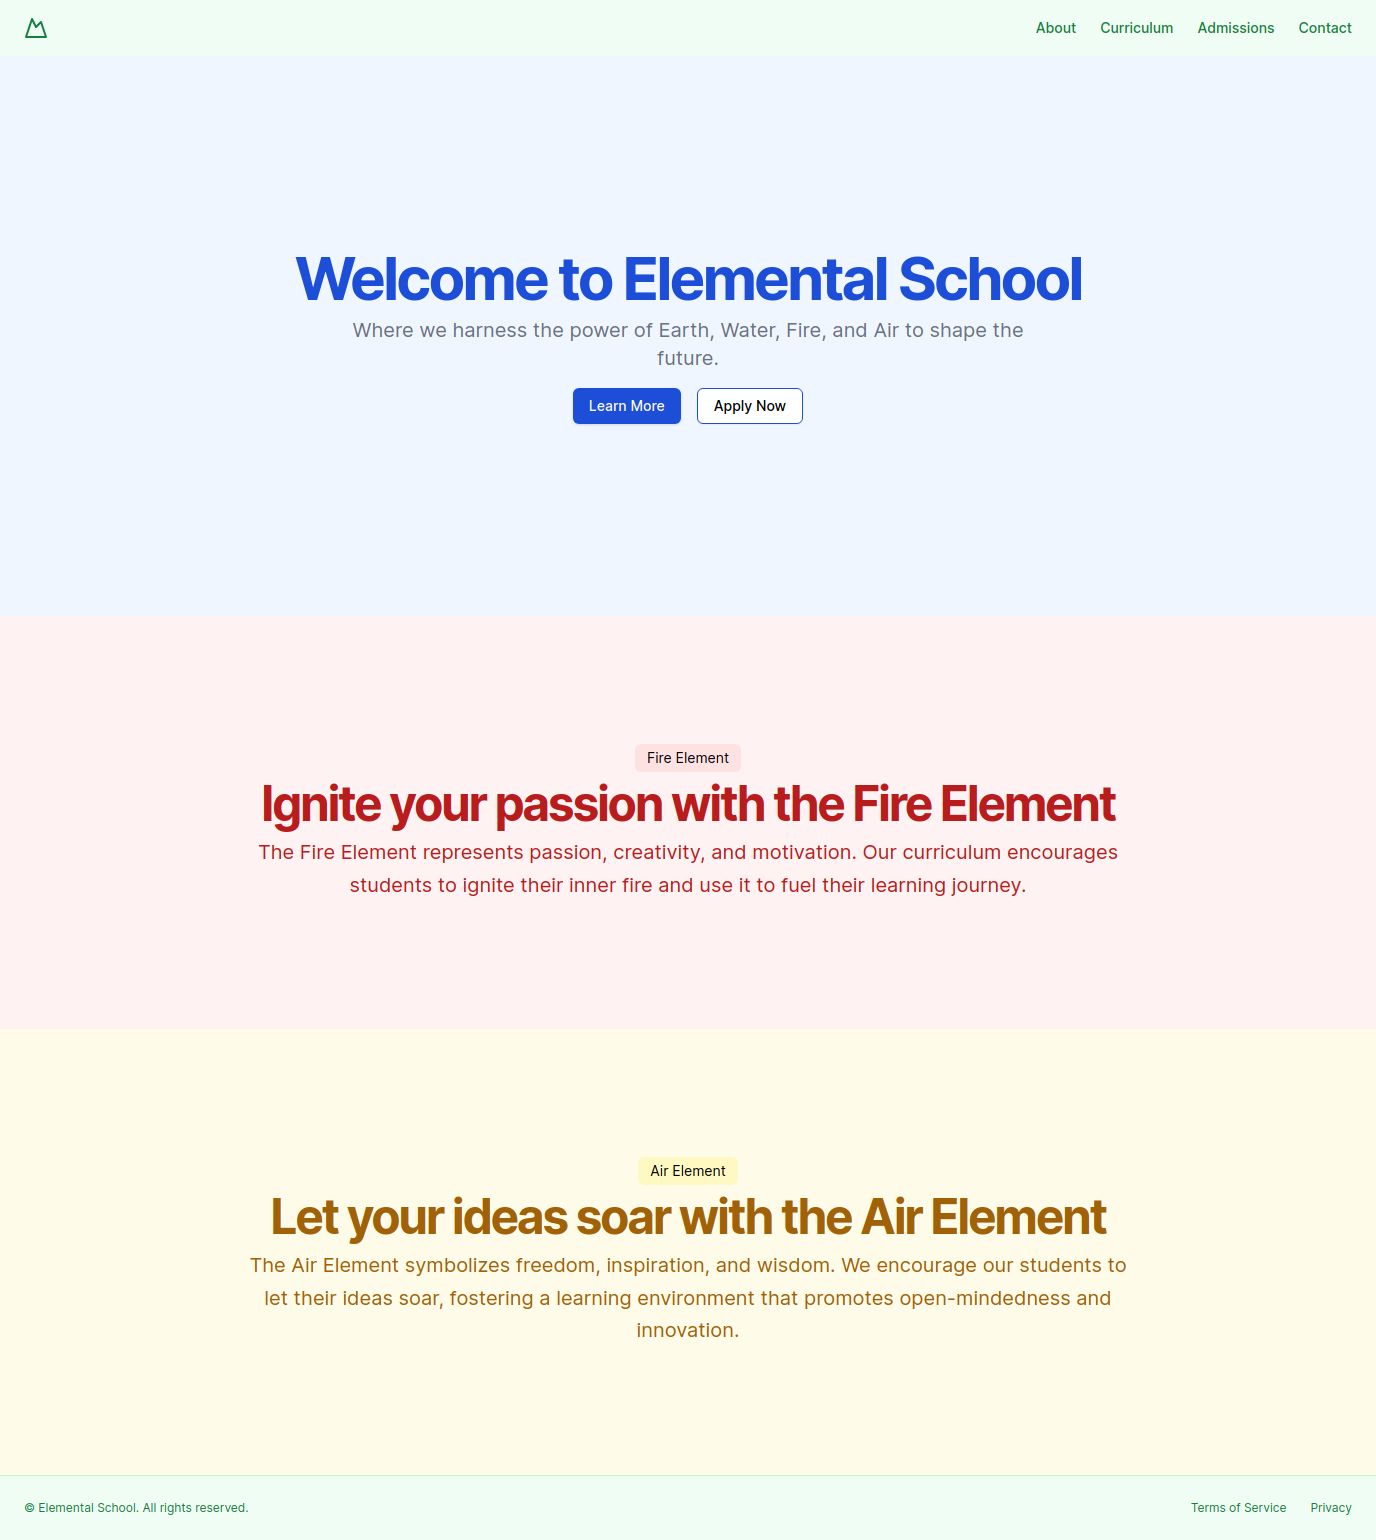 About Curriculum Admissions Contact
Welcome to Elemental School
Where we harness the power of Earth, Water, Fire, and Air to shape the
future.
Learn More Apply Now
Fire Element
Ignite your passion with the Fire Element
The Fire Element represents passion, creativity, and motivation. Our curriculum encourages
students to ignite their inner fire and use it to fuel their learning journey.
Air Element
Let your ideas soar with the Air Element
The Air Element symbolizes freedom, inspiration, and wisdom. We encourage our students to
let their ideas soar, fostering a learning environment that promotes open-mindedness and
innovation.
© Elemental School. All rights reserved. Terms of Service Privacy